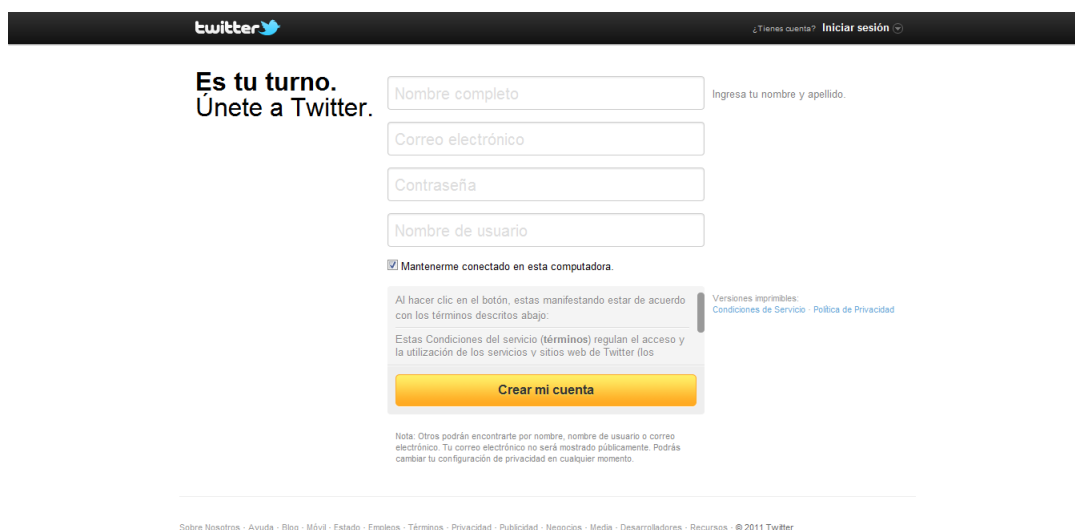 twitter
¿Tienes cuenta? Iniciar sesión
Es tu turno.
Únete a Twitter.
Nombre completo
Ingresa tu nombre y apellido.
Correo electrónico
Contraseña
Nombre de usuario
Mantenerme conectado en esta computadora.
Al hacer clic en el botón, estas manifestando estar de acuerdo
con los términos descritos abajo:
Versiones imprimibles:
Condiciones de Servicio · Política de Privacidad
Estas Condiciones del servicio (términos) regulan el acceso y
la utilización de los servicios y sitios web de Twitter (los
Crear mi cuenta
Nota: Otros podrán encontrarte por nombre, nombre de usuario o correo
electrónico. Tu correo electrónico no será mostrado públicamente. Podrás
cambiar tu configuración de privacidad en cualquier momento.
Sobre Nosotros · Ayuda · Blog · Móvil · Estado · Empleos · Términos · Privacidad · Publicidad · Negocios · Media · Desarrolladores · Recursos · © 2011 Twitter